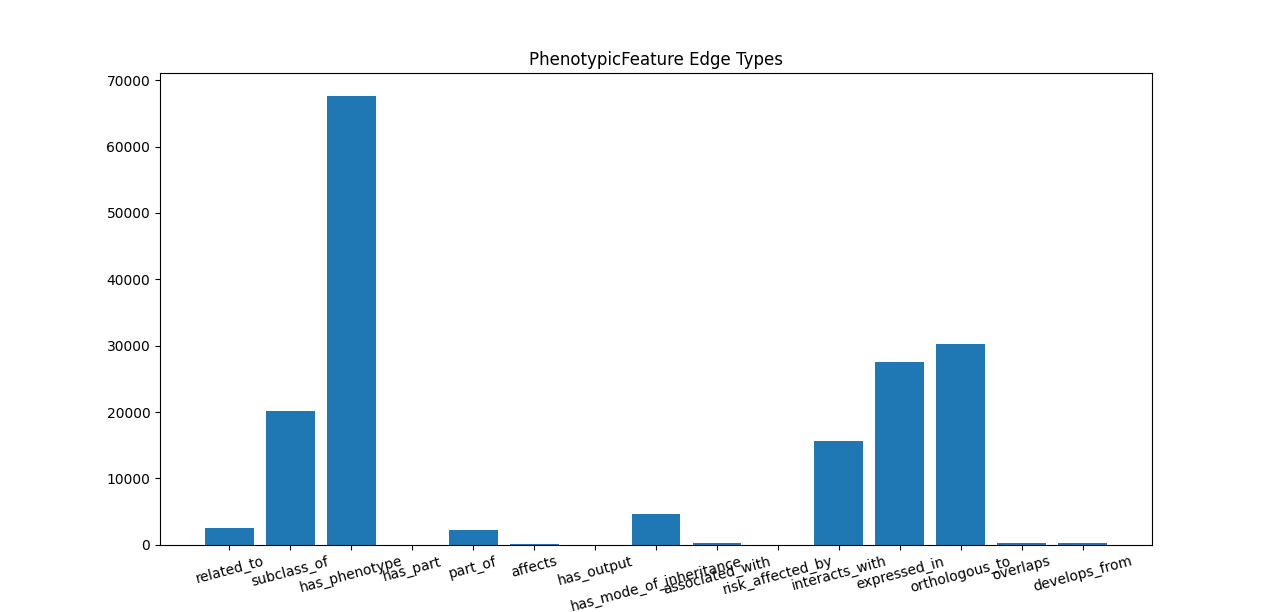 PhenotypicFeature Edge Types
70000
60000
50000
40000
30000
20000
10000
0
related_to
subclass_of
has_phenotype
has_part
part_of
affects
has_output
has_mode_of_inheritance
associated_with
risk_affected_by
interacts_with
expressed_in
orthologous_to
overlaps
develops_from